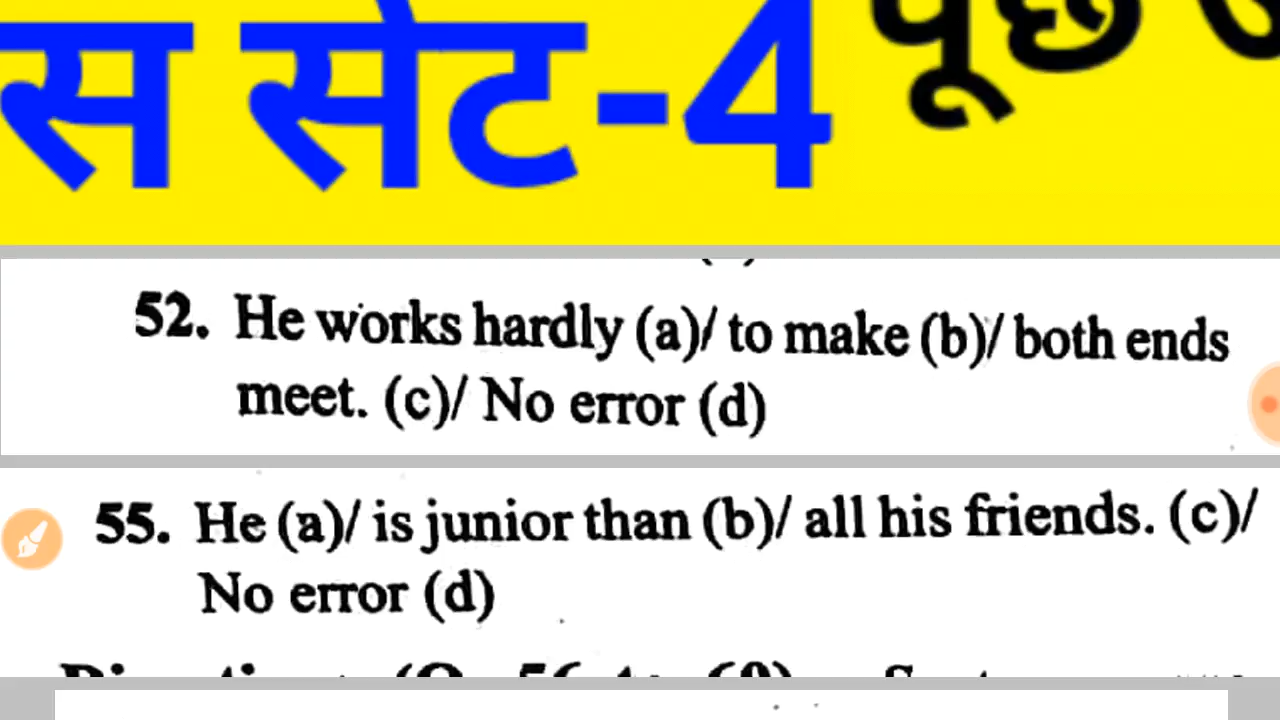 स सेट-4 पूछ
52. He works hardly (a)/ to make (b)/ both ends
meet. (c)/ No error (d)
55. He (a)/ is junior than (b)/ all his friends. (c)/
No error (d)